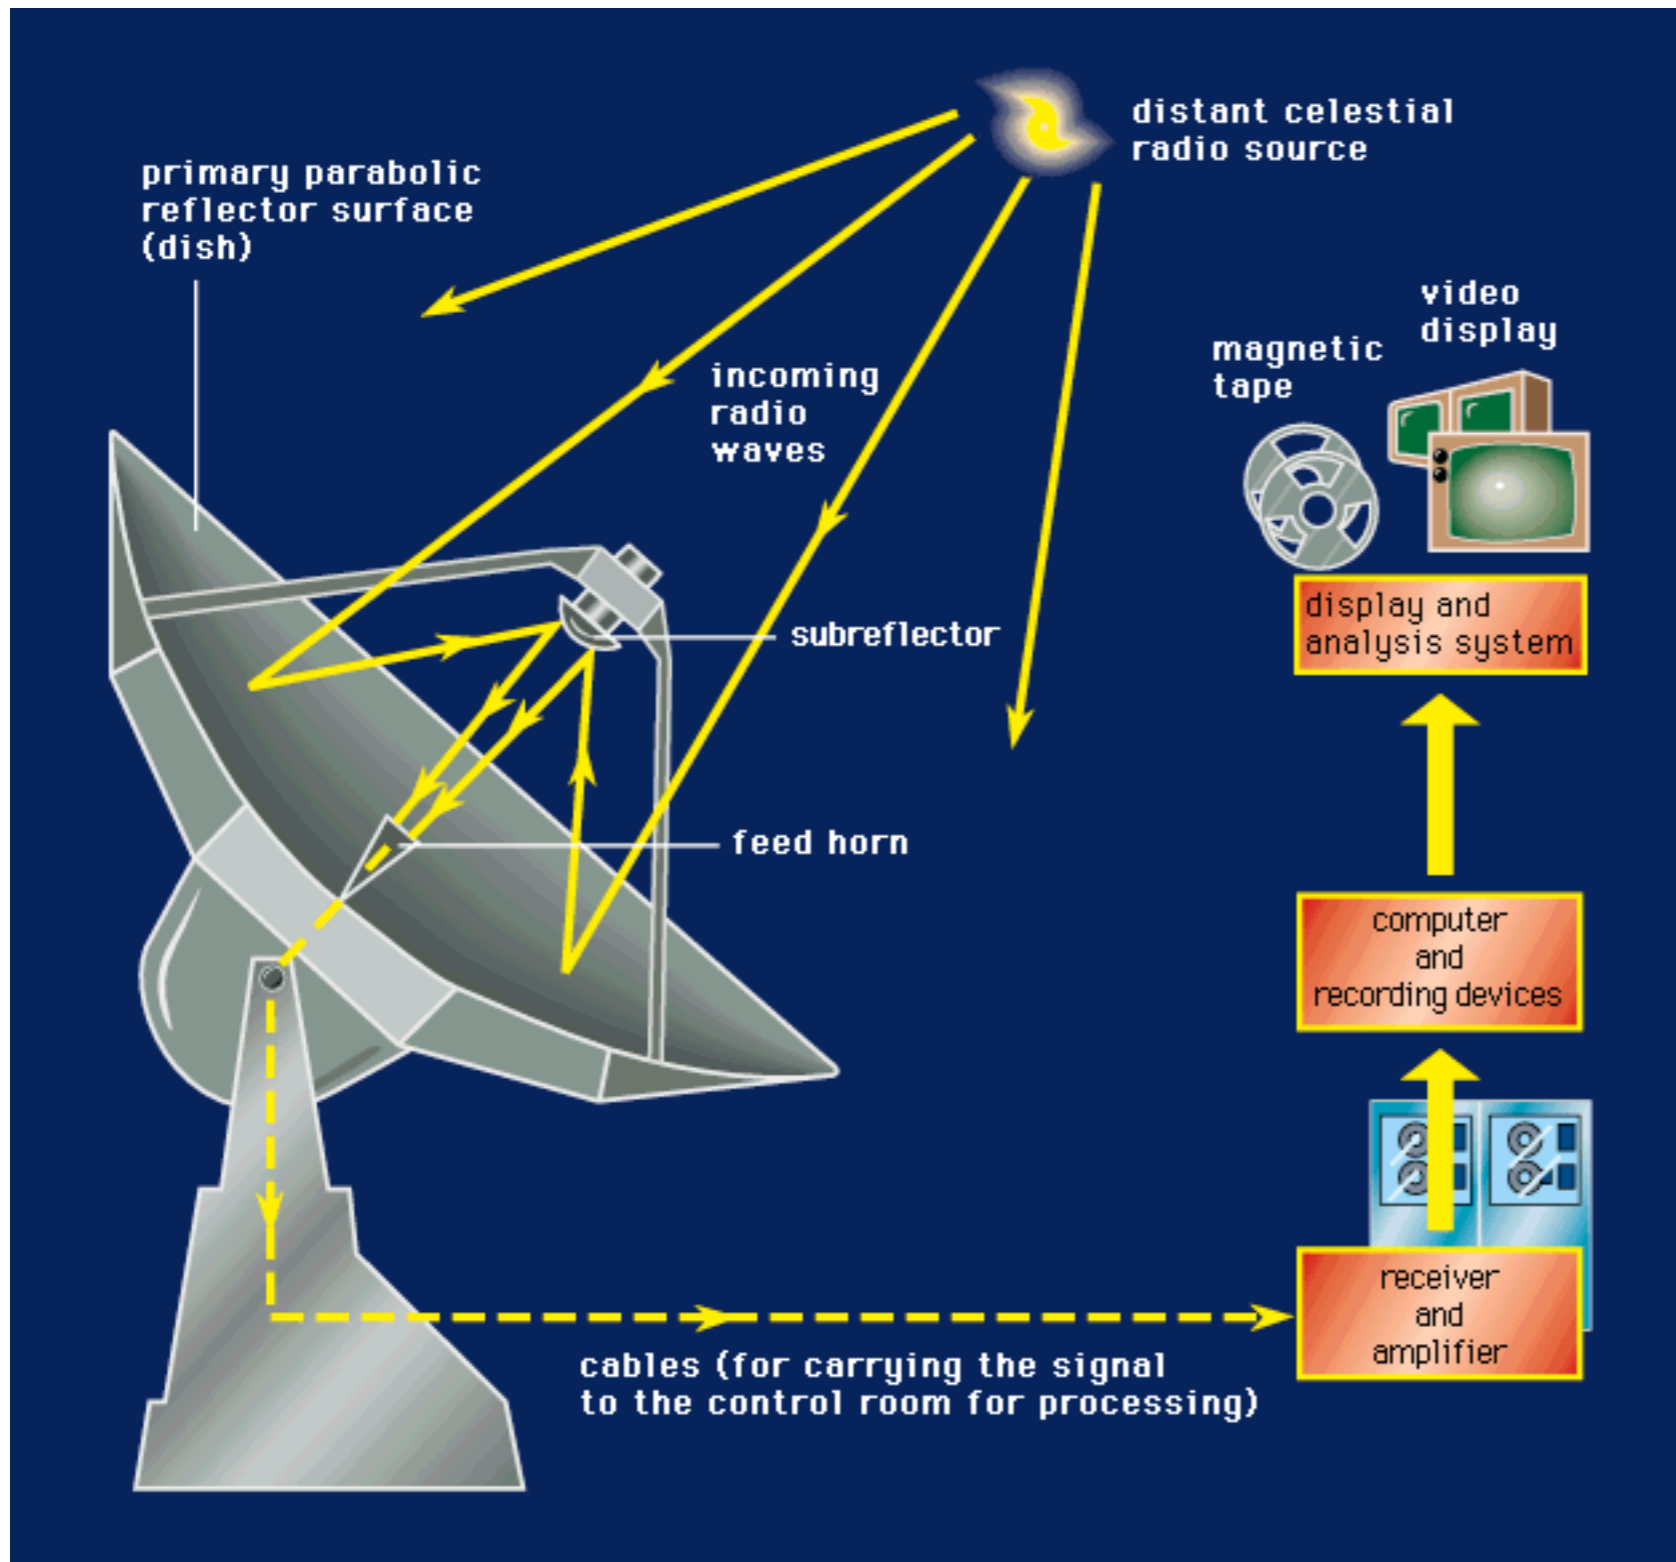 distant celestial
radio source
primary parabolic
reflector surface
(dish)
incoming
radio
waves
video
display
magnetic
tape
subreflector
display and
analysis system
feed horn
computer
and
recording devices
receiver
and
amplifier
cables (for carrying the signal
to the control room for processing)